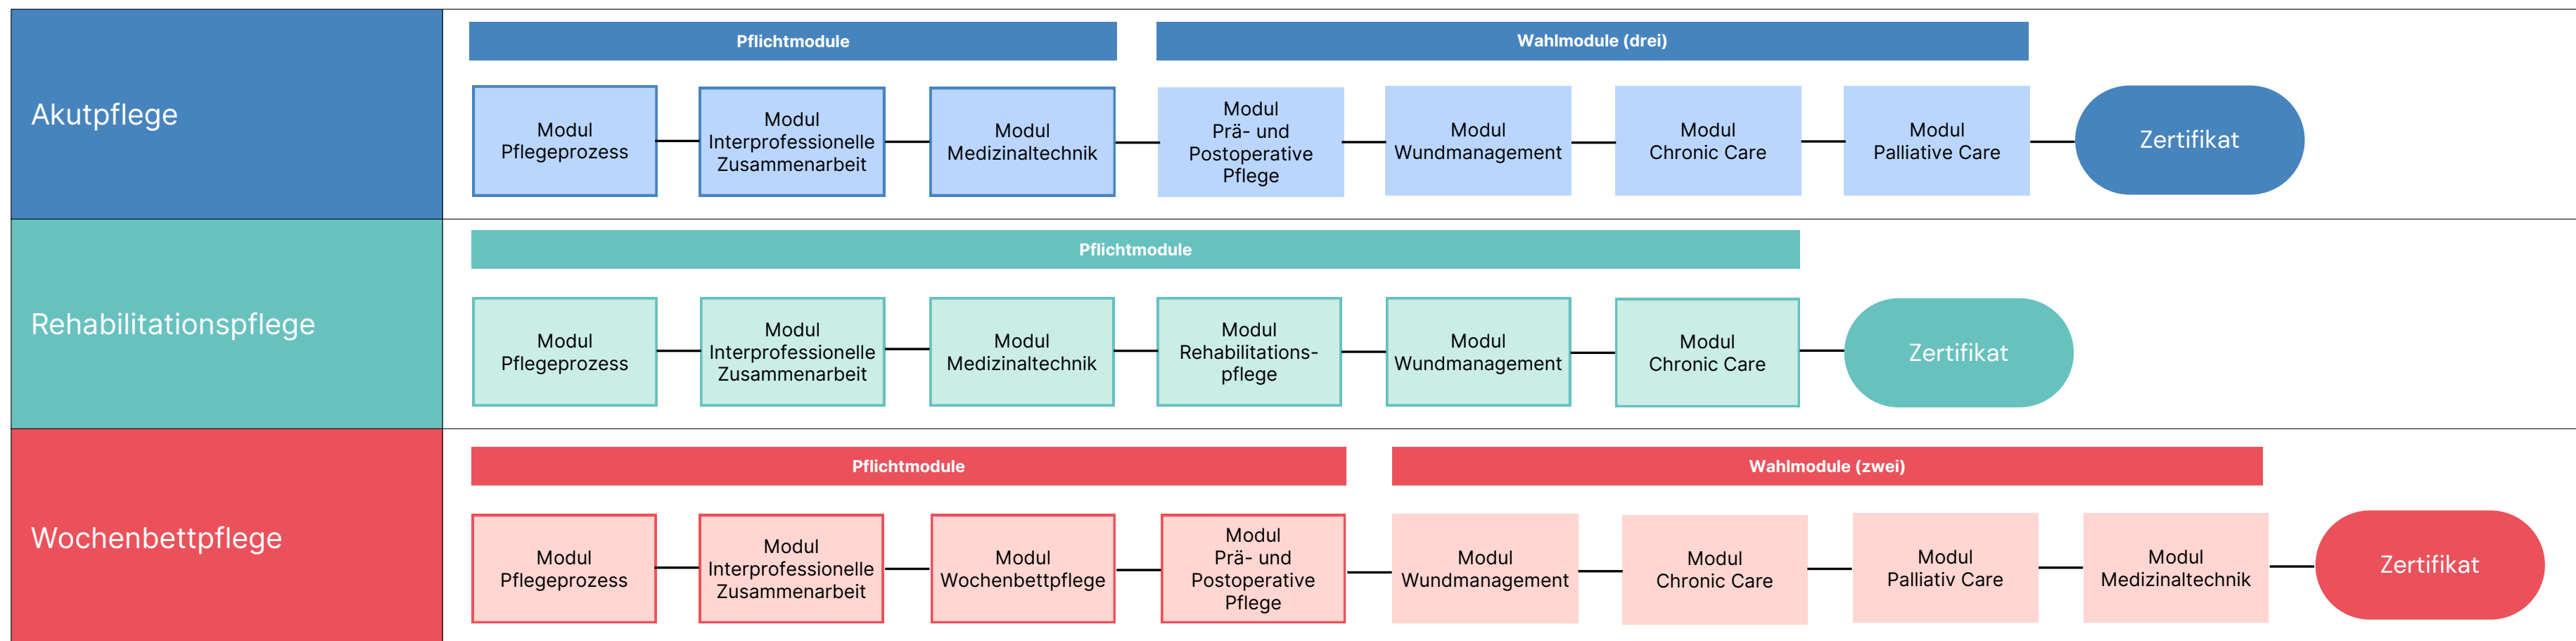 Akutpflege
Pflichtmodule
Wahlmodule (drei)
Modul
Pflegeprozess
Modul
Interprofessionelle
Zusammenarbeit
Modul
Medizinaltechnik
Modul
Prä- und
Postoperative
Pflege
Modul
Wundmanagement
Modul
Chronic Care
Modul
Palliative Care
Zertifikat
Rehabilitationspflege
Pflichtmodule
Modul
Pflegeprozess
Modul
Interprofessionelle
Zusammenarbeit
Modul
Medizinaltechnik
Modul
Rehabilitations-
pflege
Modul
Wundmanagement
Modul
Chronic Care
Zertifikat
Wochenbettpflege
Pflichtmodule
Wahlmodule (zwei)
Modul
Pflegeprozess
Modul
Interprofessionelle
Zusammenarbeit
Modul
Wochenbettpflege
Modul
Prä- und
Postoperative
Pflege
Modul
Wundmanagement
Modul
Chronic Care
Modul
Palliativ Care
Modul
Medizinaltechnik
Zertifikat